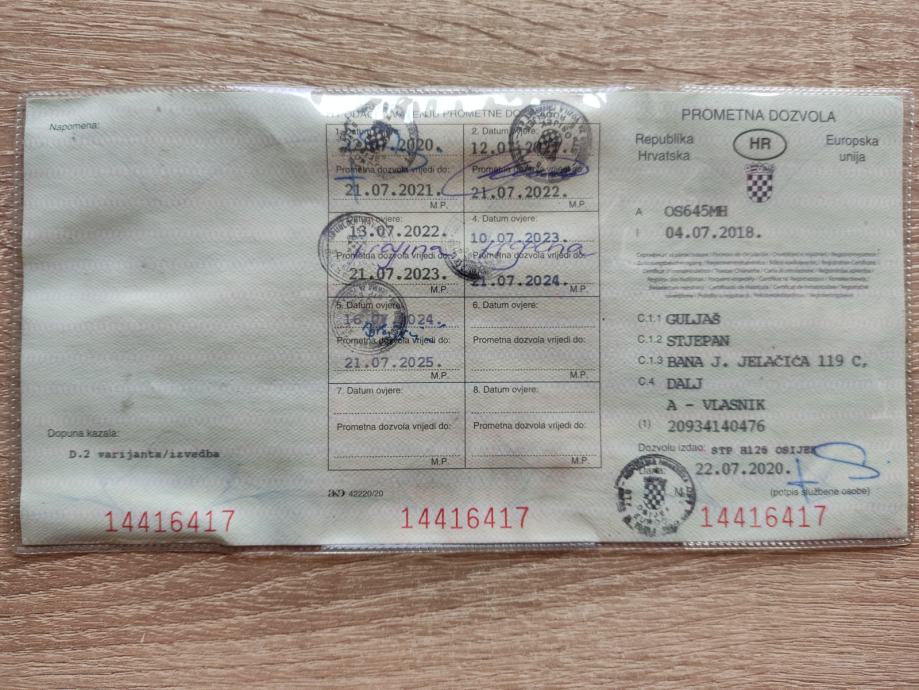 Napomena:
Dopuna kazala:
D.2 varijanta/izvedba
14416417
PROMETNE
1.
2020.
Prometna dozvola vrijedi do:
21.07.2021.
M.P.
2. Datum ovjere:
12.07.
Prometna dozvola vrijedi do:
21.07.2022.
M.P.
ovjere:
13.07.2022.
Prometna dozvola vrijedi do:
21.07.2023.
M.P.
4. Datum ovjere:
10.07.2023.
Prometna dozvola vrijedi do:
21.07.2024.
M.P.
5. Datum ovjere:
16.07.2024.
Prometna dozvola vrijedi do:
21.07.2025.
M.P.
6. Datum ovjere:
Prometna dozvola vrijedi do:
M.P.
7. Datum ovjere:
Prometna dozvola vrijedi do:
M.P.
8. Datum ovjere:
Prometna dozvola vrijedi do:
M.P.
42220/20
14416417
PROMETNA DOZVOLA
Republika
Hrvatska
HR
Europska
unija
A OS645MH
I 04.07.2018.
C.1.1 GULJAŠ
C.1.2 STJEPAN
C.1.3 BANA J. JELAČIĆA 119 C,
C.4 DALJ
A - VLASNIK
(1) 20934140476
Dozvolu izdao: STP 8126 OSIJEK
Dana: 22.07.2020.
(potpis službene osobe)
14416417